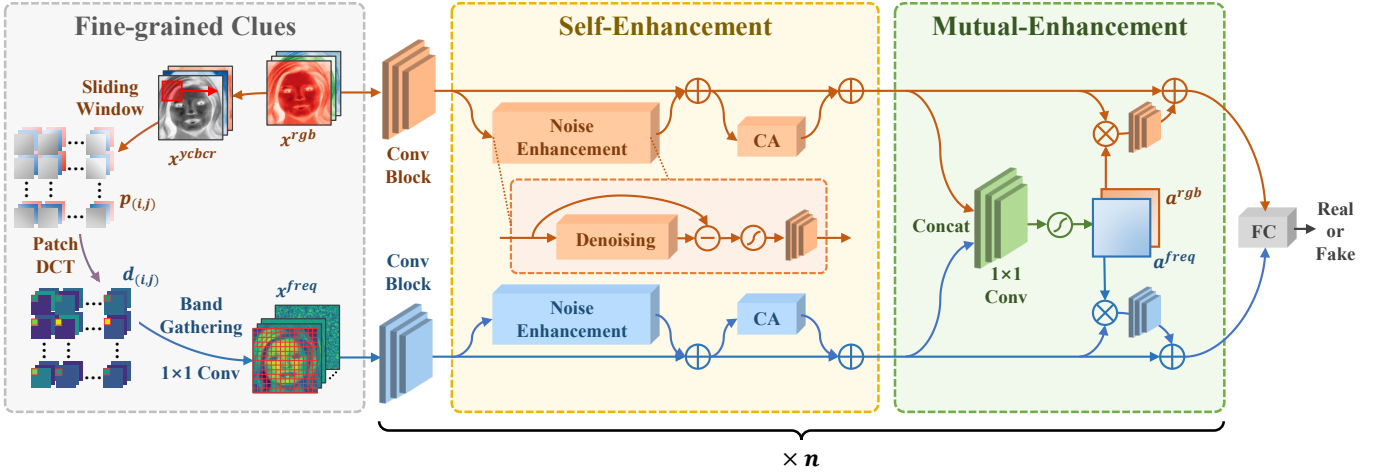 Fine-grained Clues
Sliding
Window
x^{ycbcr}
x^{rgb}
p_{(i,j)}
Patch
DCT
d_{(i,j)}
Band
Gathering
1×1 Conv
x^{freq}
Conv
Block
Conv
Block
Self-Enhancement
Noise
Enhancement
CA
Denoising
Noise
Enhancement
CA
Mutual-Enhancement
Concat
1×1
Conv
a^{rgb}
a^{freq}
FC
Real
or
Fake
× n